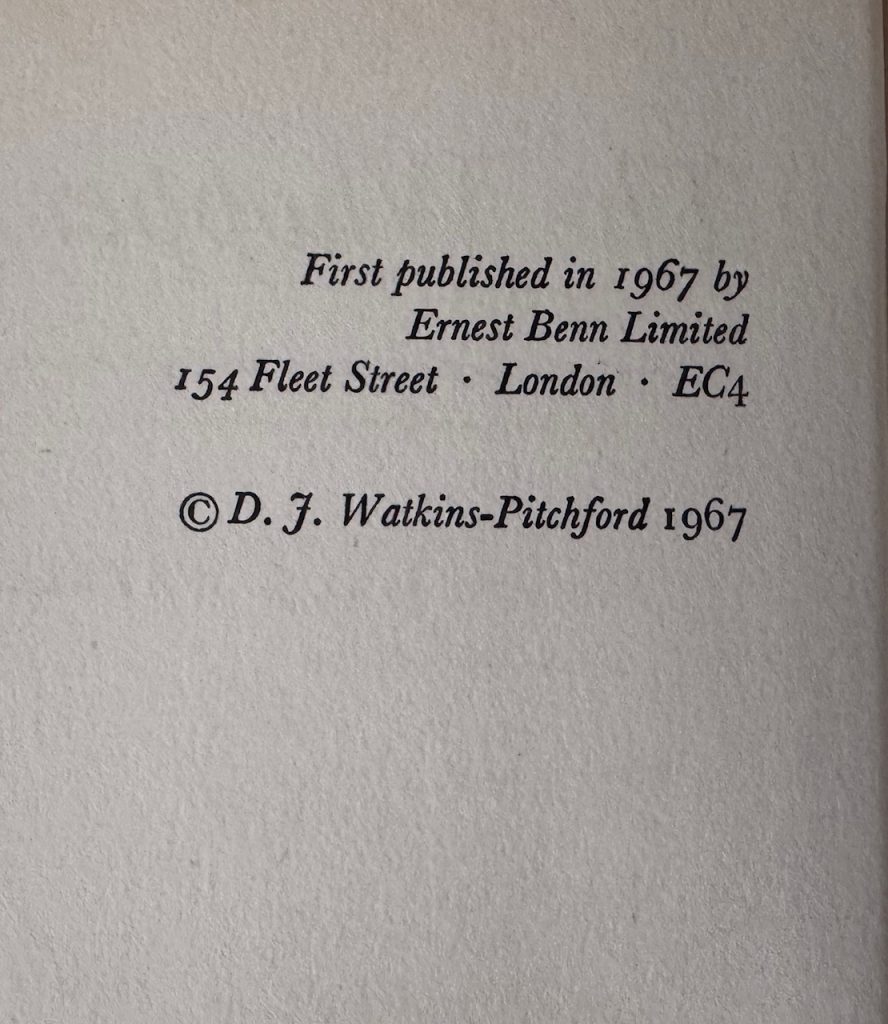 First published in 1967 by
Ernest Benn Limited
154 Fleet Street · London · EC4
© D. J. Watkins-Pitchford 1967